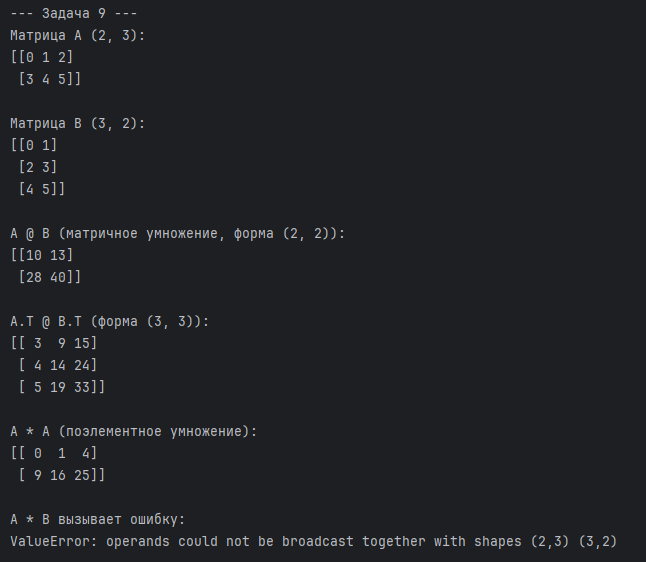 --- Задача 9 ---
Матрица A (2, 3):
[[0 1 2]
 [3 4 5]]
Матрица B (3, 2):
[[0 1]
 [2 3]
 [4 5]]
A @ B (матричное умножение, форма (2, 2)):
[[10 13]
 [28 40]]
A.T @ B.T (форма (3, 3)):
[[ 3  9 15]
 [ 4 14 24]
 [ 5 19 33]]
A * A (поэлементное умножение):
[[ 0  1  4]
 [ 9 16 25]]
A * B вызывает ошибку:
ValueError: operands could not be broadcast together with shapes (2,3) (3,2)